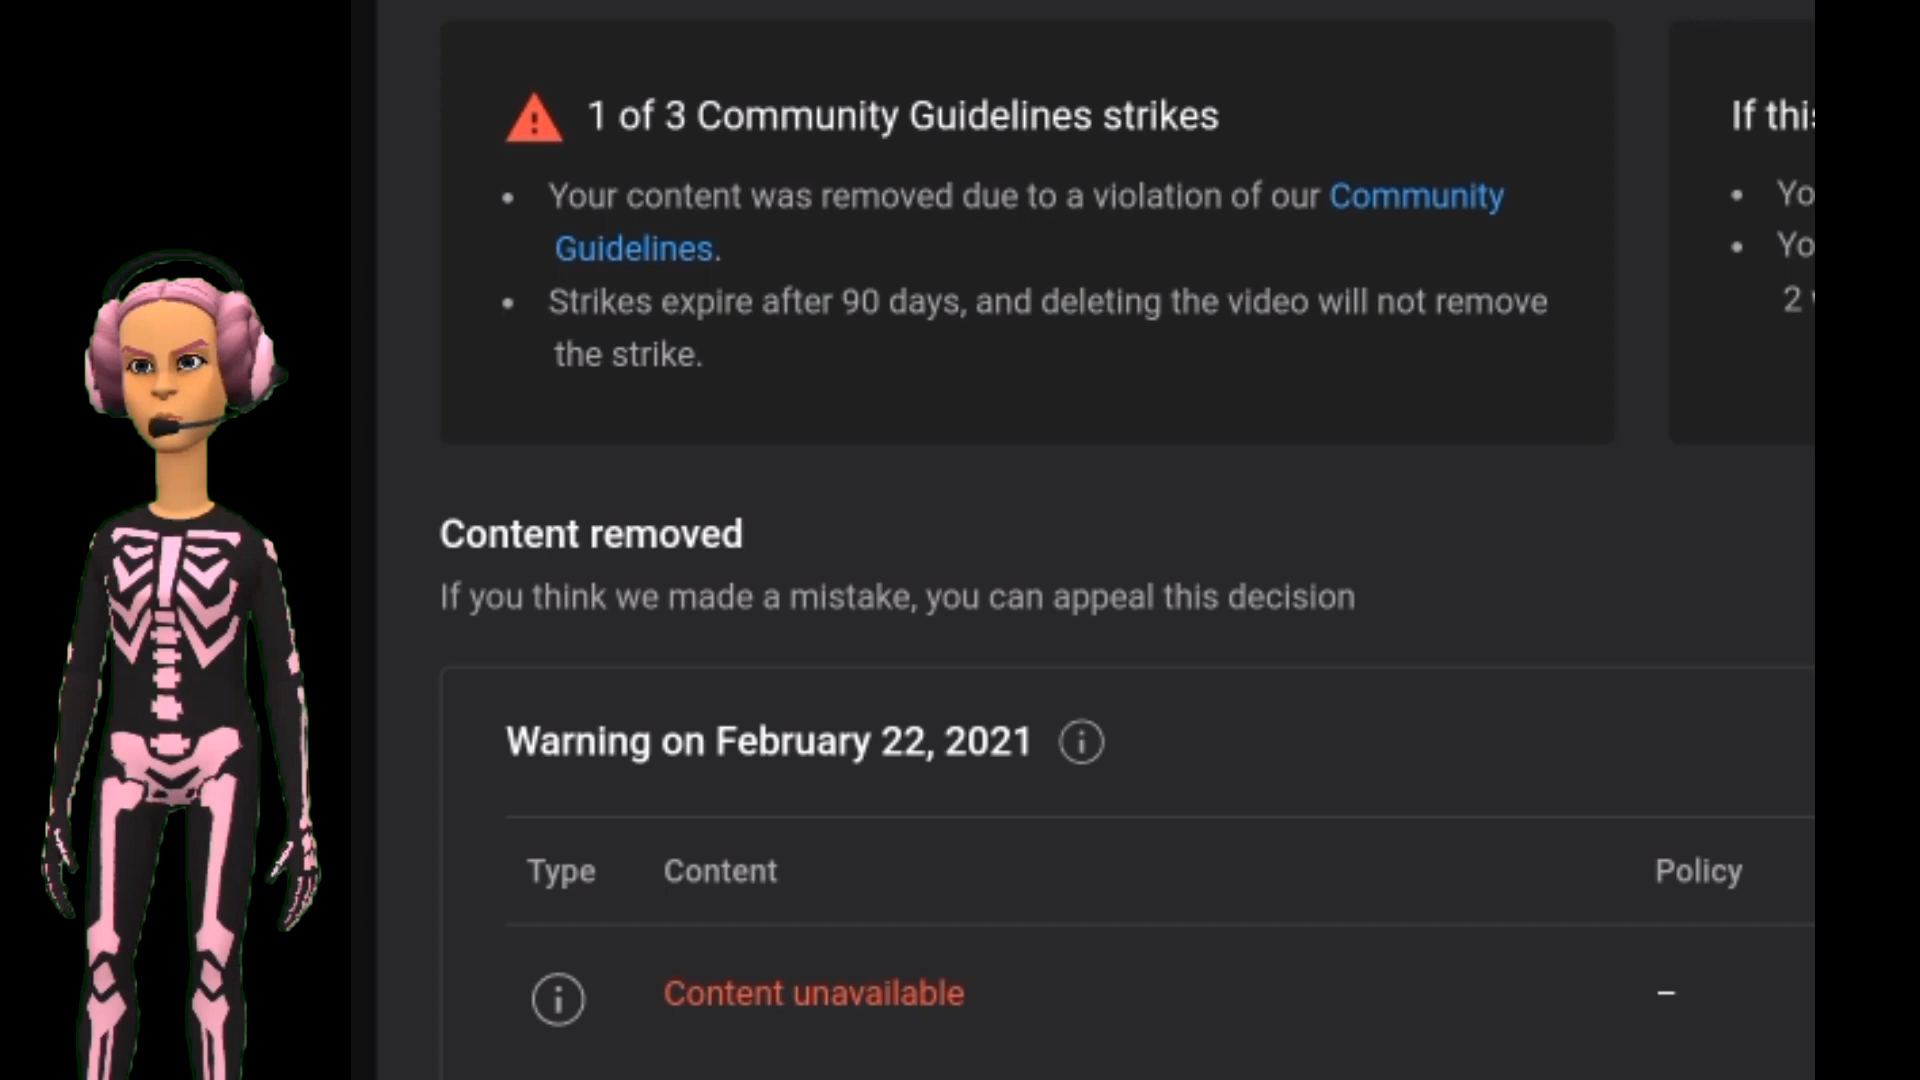 1 of 3 Community Guidelines strikes
• Your content was removed due to a violation of our Community
Guidelines.
• Strikes expire after 90 days, and deleting the video will not remove
the strike.
If this
• Yo
• Yo
2
Content removed
If you think we made a mistake, you can appeal this decision
Warning on February 22, 2021
Type Content Policy
Content unavailable –